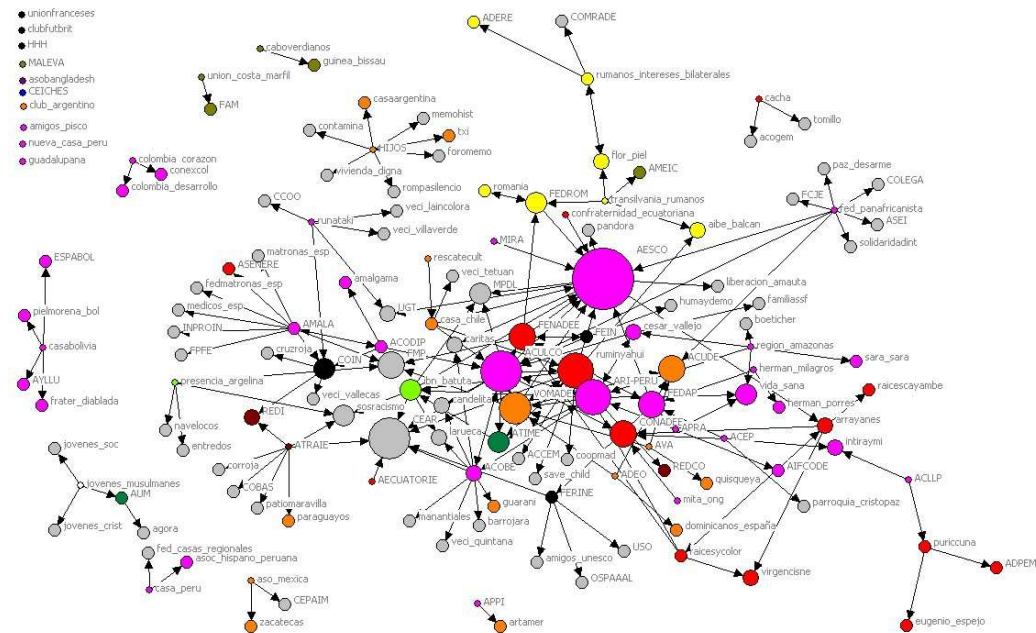 unionfranceses
clubfutbrit
HHH
MALEVA
asobangladesh
CEICHES
club_argentino
amigos_pisco
nueva_casa_peru
guadalupana
ADERE
COMRADE
caboverdianos
guinea_bissau
rumanos_intereses_bilaterales
union_costa_marfil
FAM
casaargentina
cacha
contamina
memohist
txi
tomillo
acogem
HIJOS
foromemo
colombia_corazon
conexcol
flor_piel
AMEIC
paz_desarme
vivienda_digna
colombia_desarrollo
rompasilencio
romania
FEDROM
transilvania_rumanos
FCJE
COLEGA
CCOO
veci_laincolora
confraternidad_ecuatoriana
fed_panafricanista
runataki
pandora
aibe_balcan
ASEI
veci_villaverde
MIRA
solidaridadint
matronas_esp
AESCO
ESPABOL
ASENERE
rescatecult
veci_tetuan
fedmatronas_esp
amalgama
MPDL
liberacion_amauta
medicos_esp
humaydemo
familiassf
UGT
casa_chile
pielmorena_bol
INPROIN
AMALA
caritas
FENADEE
FEIN
cesar_vallejo
boeticher
casabolivia
FPFE
cruzroja
ACODIP
FMP
region_amazonas
COIN
ACULCO
ruminyahui
ACUDE
sara_sara
herman_milagros
AYLLU
presencia_argelina
ibn_batuta
veci_vallecas
candelita
ARI-PERU
FEDAP
vida_sana
raicescayambe
frater_diablada
REDI
sosracismo
VOMADE
herman_porres
navelocos
CEAR
larueca
CONADEE
APRA
arrayanes
entredos
ATRAIE
ATIME
ACEP
intiraymi
jovenes_soc
AVA
corroja
ACCEM
coopmad
REDCO
AIFCODE
ACOBE
AECUATORIE
save_child
ADEO
quisqueya
ACLLP
jovenes_musulmanes
COBAS
AUM
patiomaravilla
guarani
FERINE
mita_ong
parroquia_cristopaz
paraguayos
manantiales
barrojara
jovenes_crist
agora
dominicanos_españa
fed_casas_regionales
veci_quintana
USO
puriccuna
asoc_hispano_peruana
amigos_unesco
raicesycolor
ADPEM
OSPAAAL
virgencisne
aso_mexica
casa_peru
CEPAIM
APPI
zacatecas
artamer
eugenio_espejo